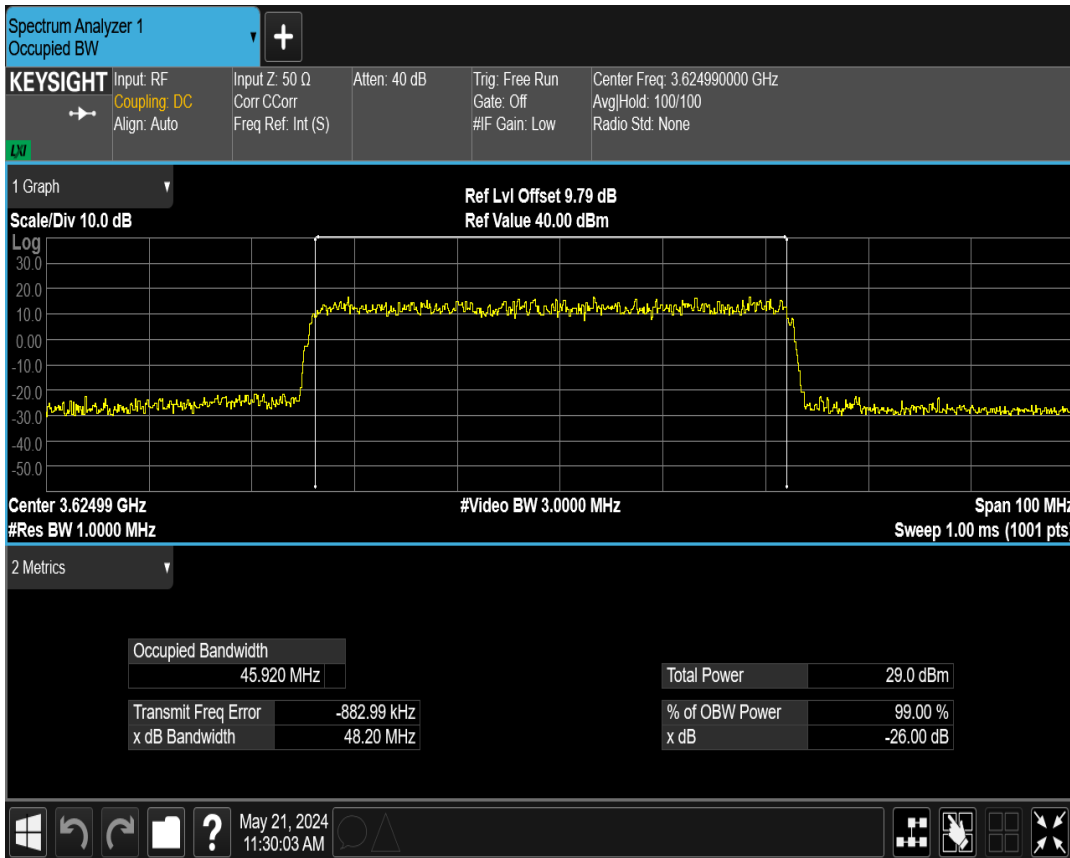 Spectrum Analyzer 1
Occupied BW
+
KEYSIGHT
LXI
Input: RF
Coupling: DC
Align: Auto
Input Z: 50 Ω
Corr CCorr
Freq Ref: Int (S)
Atten: 40 dB
Trig: Free Run
Gate: Off
#IF Gain: Low
Center Freq: 3.624990000 GHz
Avg|Hold: 100/100
Radio Std: None
1 Graph
Scale/Div 10.0 dB
Ref Lvl Offset 9.79 dB
Ref Value 40.00 dBm
Log
30.0
20.0
10.0
0.00
-10.0
-20.0
-30.0
-40.0
-50.0
Center 3.62499 GHz
#Video BW 3.0000 MHz
Span 100 MHz
#Res BW 1.0000 MHz
Sweep 1.00 ms (1001 pts)
2 Metrics
Occupied Bandwidth
45.920 MHz
Total Power 29.0 dBm
Transmit Freq Error -882.99 kHz
% of OBW Power 99.00 %
x dB Bandwidth 48.20 MHz
x dB -26.00 dB
?
May 21, 2024
11:30:03 AM